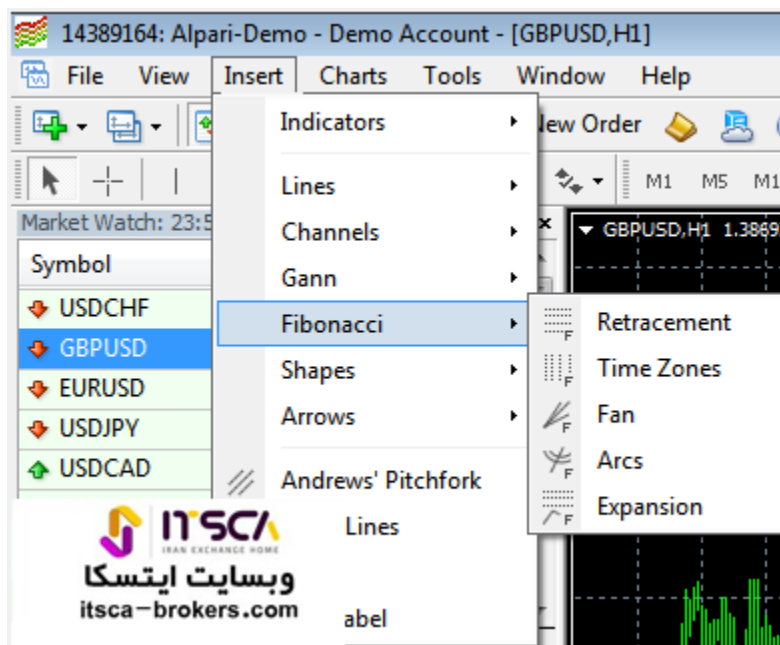 14389164: Alpari-Demo - Demo Account - [GBPUSD,H1]
File View Insert Charts Tools Window Help
Indicators
New Order
Lines
M1 M5
Market Watch: 23:5
Channels
GBPUSD,H1 1.3869
Symbol
Gann
USDCHF
Fibonacci
Retracement
GBPUSD
Shapes
Time Zones
EURUSD
Arrows
Fan
USDJPY
Arcs
USDCAD
Andrews' Pitchfork
Expansion
Lines
ITSCA
IRAN EXCHANGE HOME
وبسایت ایتسکا
itsca-brokers.com
abel